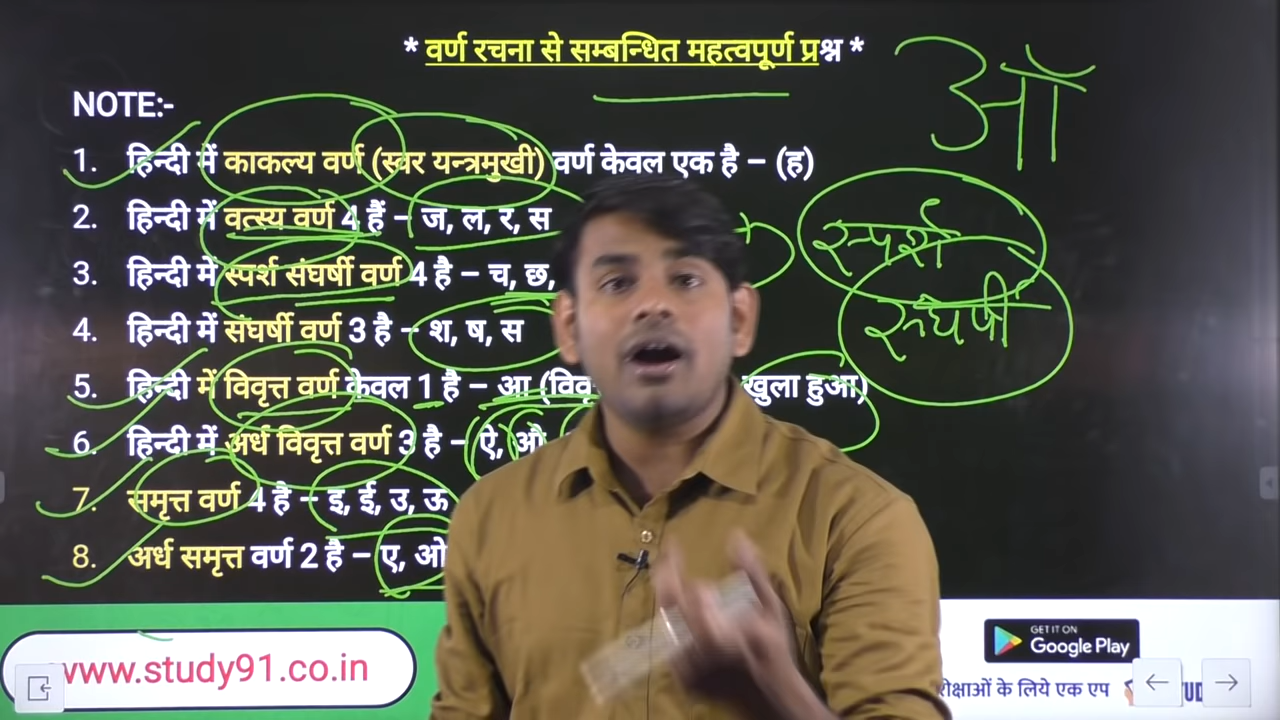 * वर्ण रचना से सम्बन्धित महत्वपूर्ण प्रश्न *
ऑ
NOTE:-
1. हिन्दी में काकल्य वर्ण (स्वर यन्त्रमुखी) वर्ण केवल एक है – (ह)
2. हिन्दी में वत्स्य वर्ण 4 हैं – ज, ल, र, स
स्पर्श
3. हिन्दी में स्पर्श संघर्षी वर्ण 4 है – च, छ,
4. हिन्दी में संघर्षी वर्ण 3 है – श, ष, स
5. हिन्दी में विवृत्त वर्ण केवल 1 है – आ (विवृ खुला हुआ)
6. हिन्दी में अर्ध विवृत्त वर्ण 3 है – ऐ, औ
7. समृत्त वर्ण 4 है – इ, ई, उ, ऊ
8. अर्ध समृत्त वर्ण 2 है – ए, ओ
www.study91.co.in
GET IT ON
Google Play
के लिये एक एप